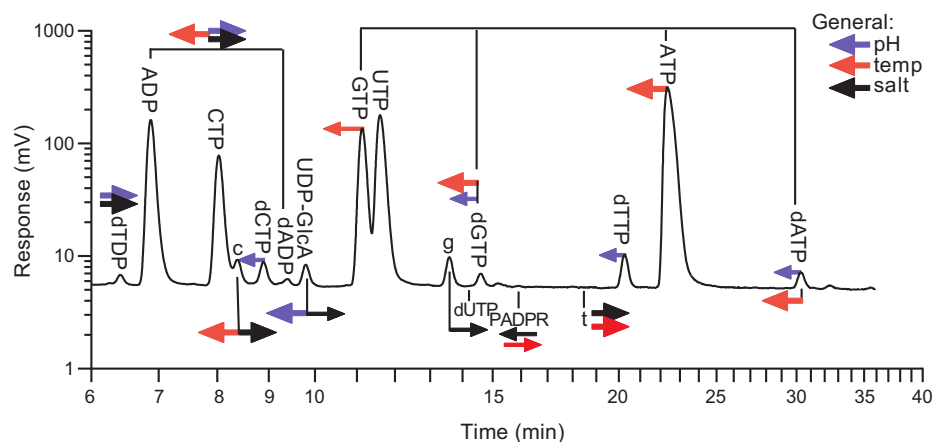 General:
pH
temp
salt
1000
100
10
1
Response (mV)
dTDP
ADP
CTP
c
dCTP
dADP
UDP-GlcA
GTP
UTP
g
dGTP
dUTP
PADPR
t
dTTP
ATP
dATP
6 7 8 9 10 15 20 25 30 35 40
Time (min)